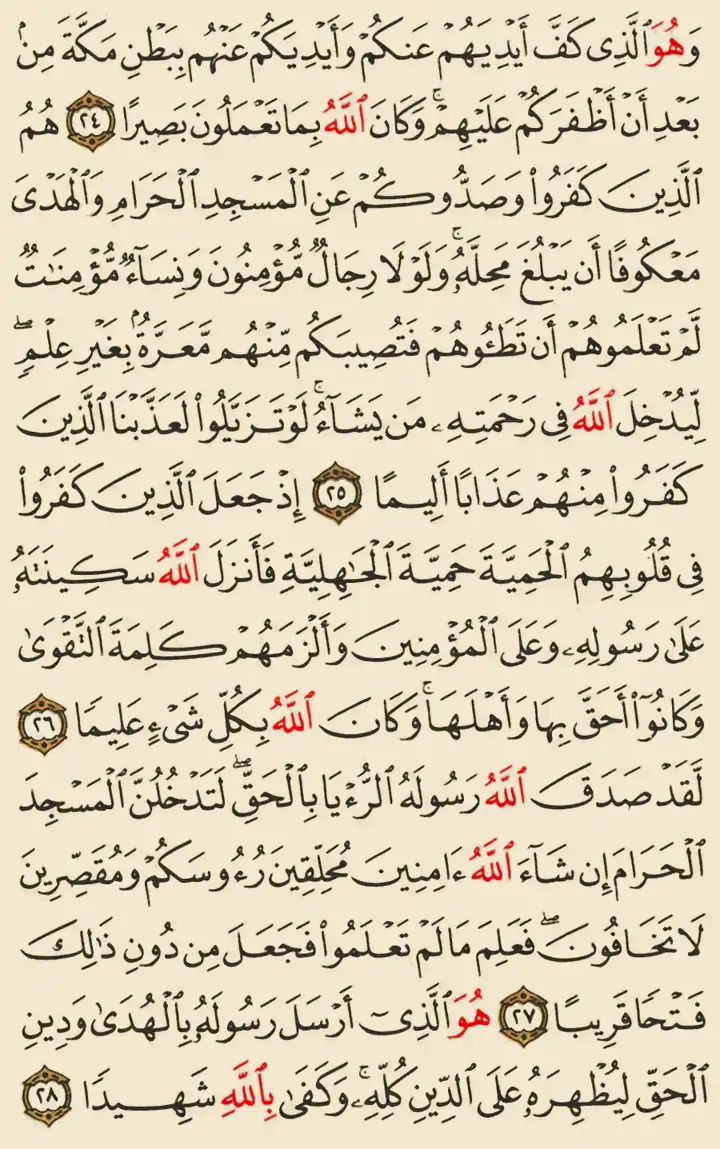 وَهُوَ ٱلَّذِى كَفَّ أَيْدِيَهُمْ عَنكُمْ وَأَيْدِيَكُمْ عَنْهُم بِبَطْنِ مَكَّةَ مِنۢ
بَعْدِ أَنْ أَظْفَرَكُمْ عَلَيْهِمْ ۚ وَكَانَ ٱللَّهُ بِمَا تَعْمَلُونَ بَصِيرًا ٢٤ هُمُ
ٱلَّذِينَ كَفَرُوا۟ وَصَدُّوكُمْ عَنِ ٱلْمَسْجِدِ ٱلْحَرَامِ وَٱلْهَدْىَ
مَعْكُوفًا أَن يَبْلُغَ مَحِلَّهُۥ ۚ وَلَوْلَا رِجَالٌ مُّؤْمِنُونَ وَنِسَآءٌ مُّؤْمِنَـٰتٌ
لَّمْ تَعْلَمُوهُمْ أَن تَطَـُٔوهُمْ فَتُصِيبَكُم مِّنْهُم مَّعَرَّةٌۢ بِغَيْرِ عِلْمٍ ۖ
لِّيُدْخِلَ ٱللَّهُ فِى رَحْمَتِهِۦ مَن يَشَآءُ ۚ لَوْ تَزَيَّلُوا۟ لَعَذَّبْنَا ٱلَّذِينَ
كَفَرُوا۟ مِنْهُمْ عَذَابًا أَلِيمًا ٢٥ إِذْ جَعَلَ ٱلَّذِينَ كَفَرُوا۟
فِى قُلُوبِهِمُ ٱلْحَمِيَّةَ حَمِيَّةَ ٱلْجَـٰهِلِيَّةِ فَأَنزَلَ ٱللَّهُ سَكِينَتَهُۥ
عَلَىٰ رَسُولِهِۦ وَعَلَى ٱلْمُؤْمِنِينَ وَأَلْزَمَهُمْ كَلِمَةَ ٱلتَّقْوَىٰ
وَكَانُوٓا۟ أَحَقَّ بِهَا وَأَهْلَهَا ۚ وَكَانَ ٱللَّهُ بِكُلِّ شَىْءٍ عَلِيمًا ٢٦
لَّقَدْ صَدَقَ ٱللَّهُ رَسُولَهُ ٱلرُّءْيَا بِٱلْحَقِّ ۖ لَتَدْخُلُنَّ ٱلْمَسْجِدَ
ٱلْحَرَامَ إِن شَآءَ ٱللَّهُ ءَامِنِينَ مُحَلِّقِينَ رُءُوسَكُمْ وَمُقَصِّرِينَ
لَا تَخَافُونَ ۖ فَعَلِمَ مَا لَمْ تَعْلَمُوا۟ فَجَعَلَ مِن دُونِ ذَٰلِكَ
فَتْحًا قَرِيبًا ٢٧ هُوَ ٱلَّذِىٓ أَرْسَلَ رَسُولَهُۥ بِٱلْهُدَىٰ وَدِينِ
ٱلْحَقِّ لِيُظْهِرَهُۥ عَلَى ٱلدِّينِ كُلِّهِۦ ۚ وَكَفَىٰ بِٱللَّهِ شَهِيدًا ٢٨